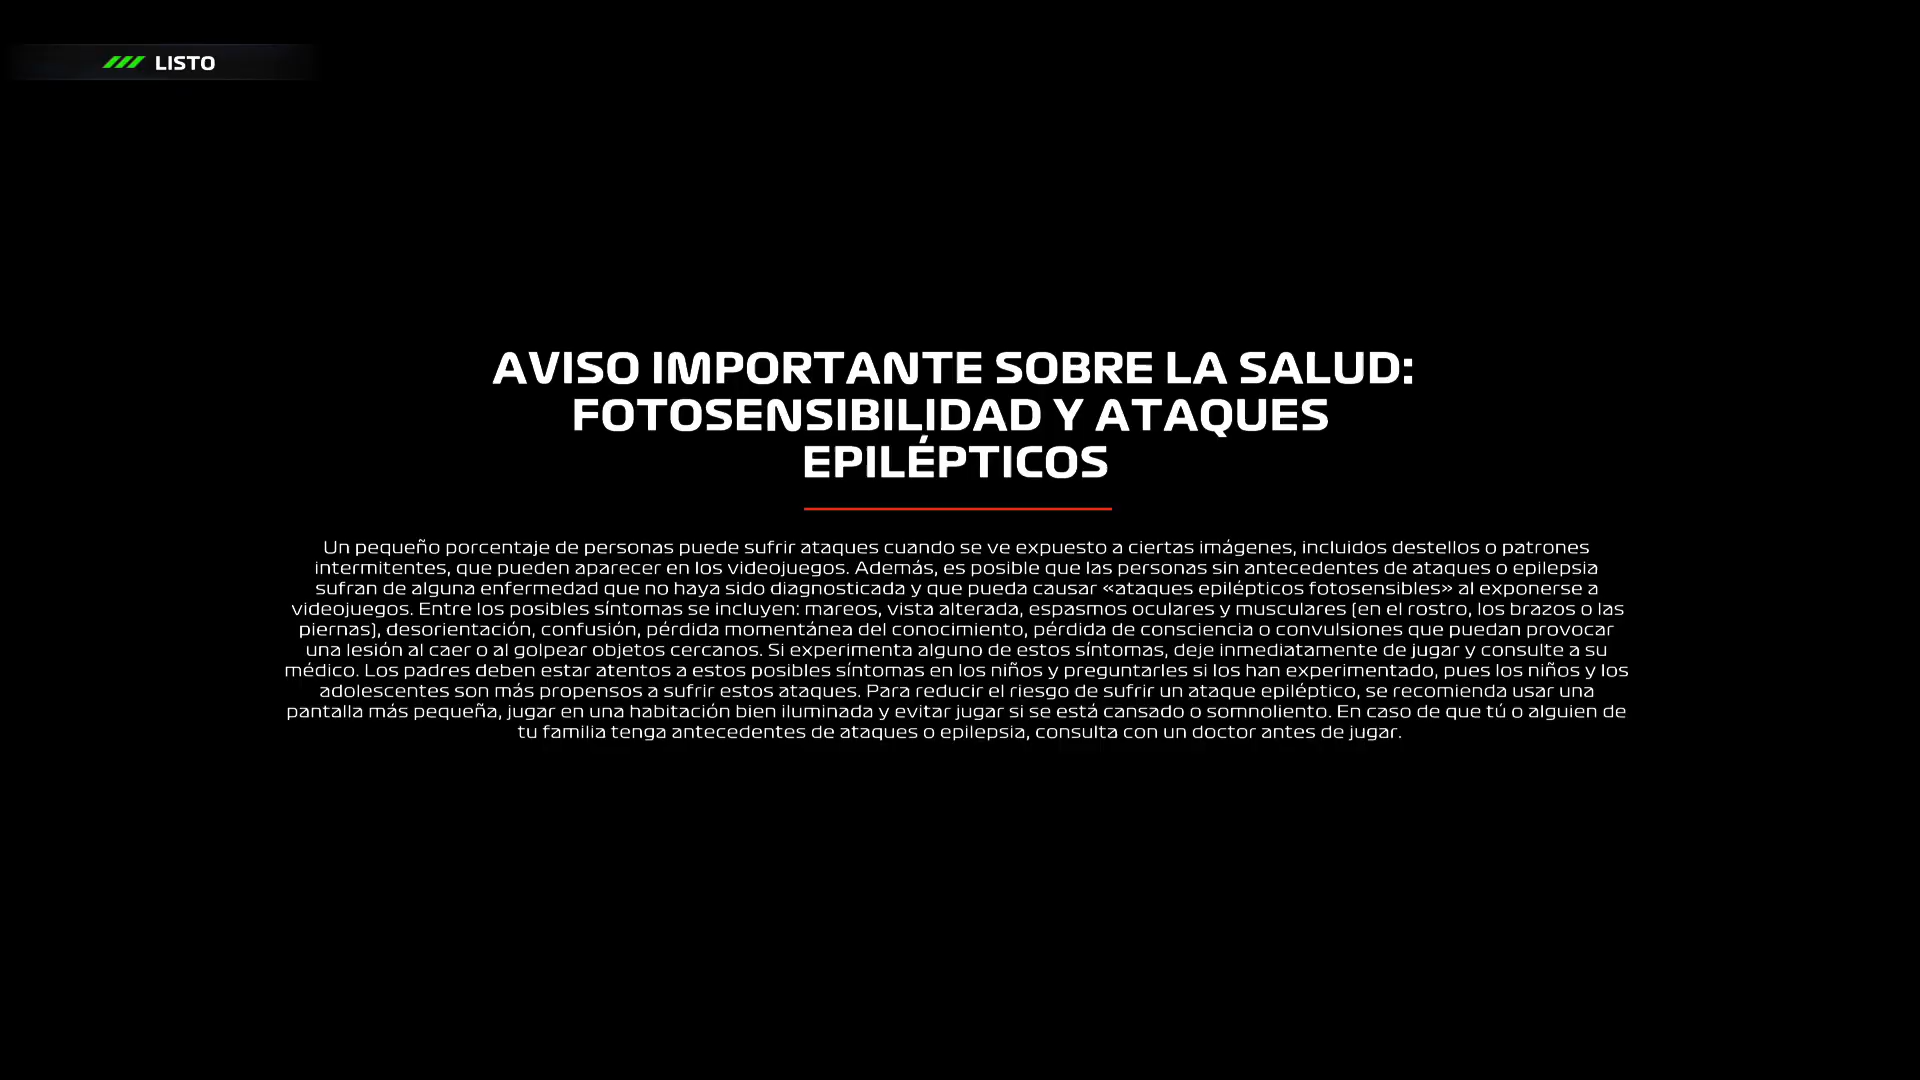 LISTO
AVISO IMPORTANTE SOBRE LA SALUD:
FOTOSENSIBILIDAD Y ATAQUES
EPILÉPTICOS
Un pequeño porcentaje de personas puede sufrir ataques cuando se ve expuesto a ciertas imágenes, incluidos destellos o patrones
intermitentes, que pueden aparecer en los videojuegos. Además, es posible que las personas sin antecedentes de ataques o epilepsia
sufran de alguna enfermedad que no haya sido diagnosticada y que pueda causar «ataques epilépticos fotosensibles» al exponerse a
videojuegos. Entre los posibles síntomas se incluyen: mareos, vista alterada, espasmos oculares y musculares (en el rostro, los brazos o las
piernas), desorientación, confusión, pérdida momentánea del conocimiento, pérdida de consciencia o convulsiones que puedan provocar
una lesión al caer o al golpear objetos cercanos. Si experimenta alguno de estos síntomas, deje inmediatamente de jugar y consulte a su
médico. Los padres deben estar atentos a estos posibles síntomas en los niños y preguntarles si los han experimentado, pues los niños y los
adolescentes son más propensos a sufrir estos ataques. Para reducir el riesgo de sufrir un ataque epiléptico, se recomienda usar una
pantalla más pequeña, jugar en una habitación bien iluminada y evitar jugar si se está cansado o somnoliento. En caso de que tú o alguien de
tu familia tenga antecedentes de ataques o epilepsia, consulta con un doctor antes de jugar.